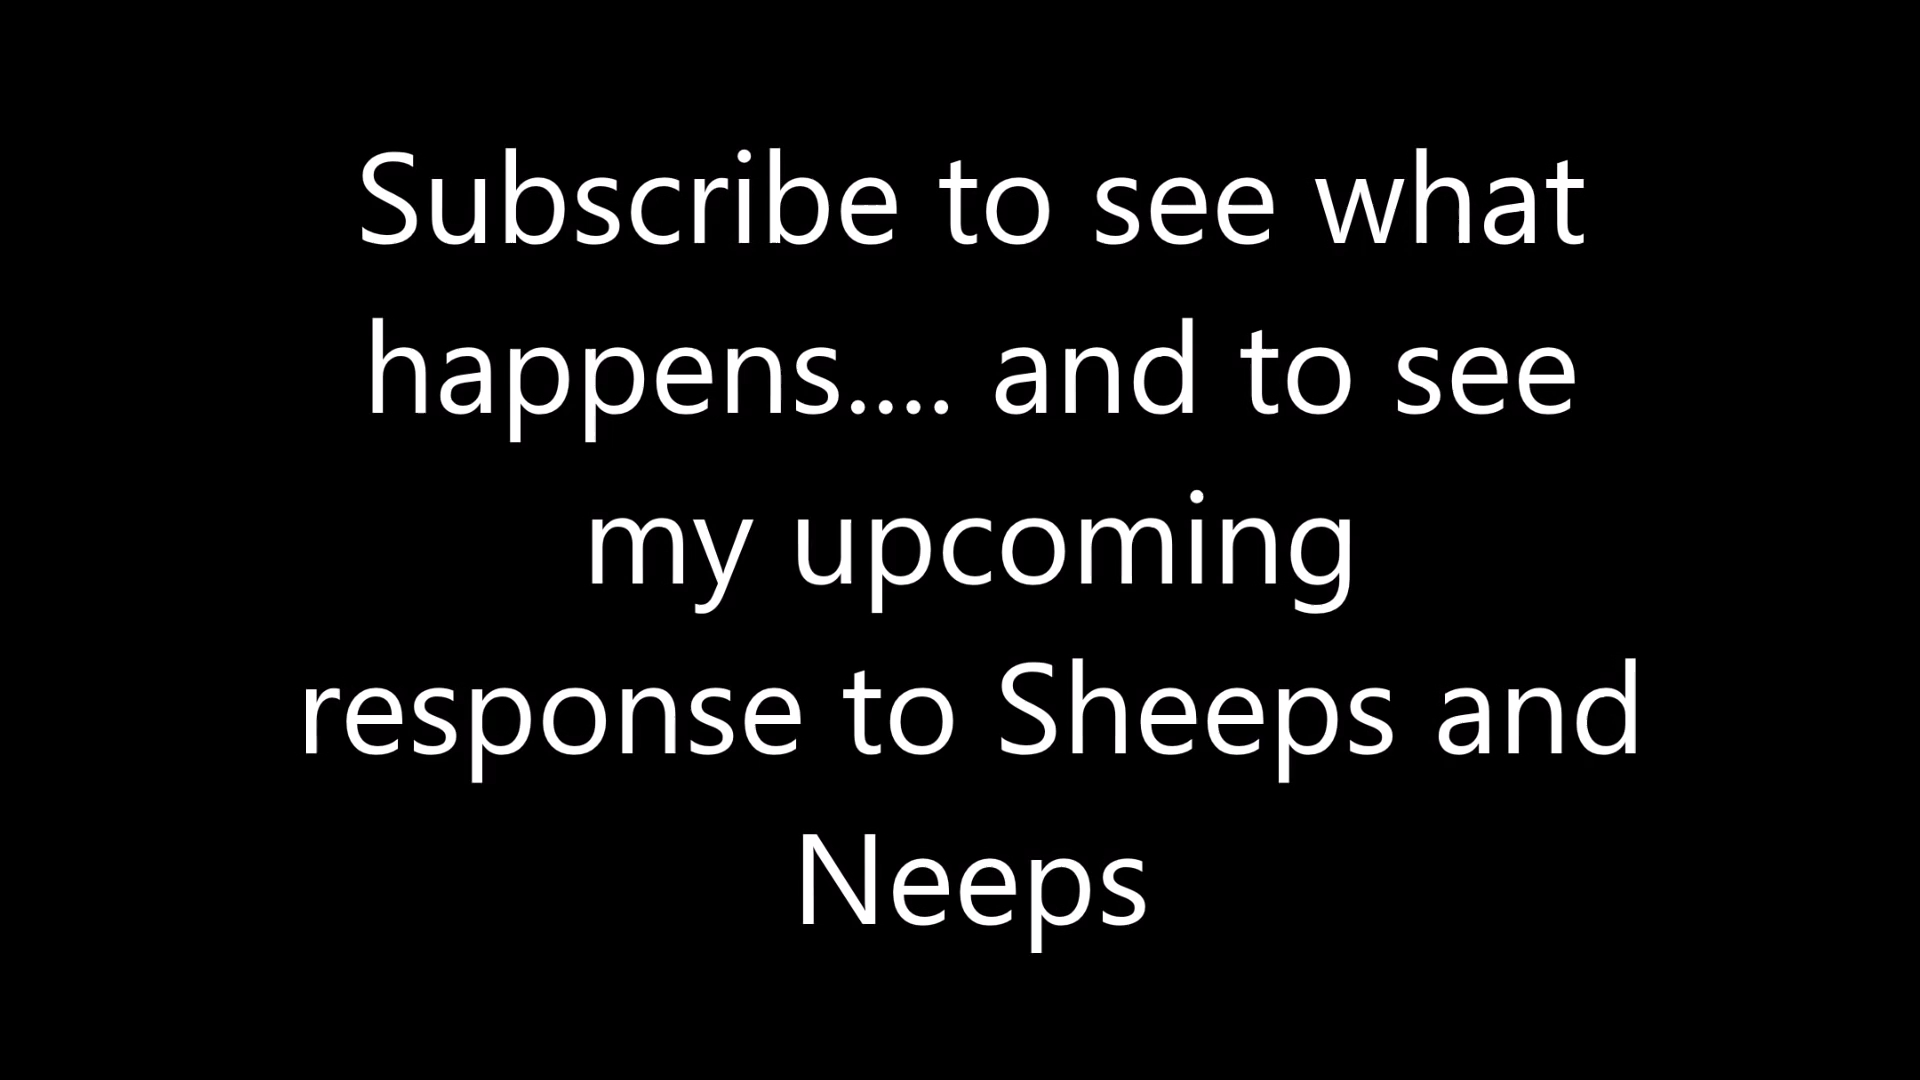 Subscribe to see what
happens.... and to see
my upcoming
response to Sheeps and
Neeps